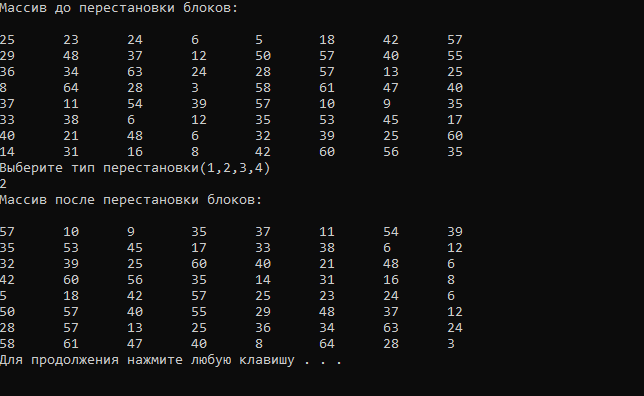 Массив до перестановки блоков:
25 23 24 6 5 18 42 57
29 48 37 12 50 57 40 55
36 34 63 24 28 57 13 25
8 64 28 3 58 61 47 40
37 11 54 39 57 10 9 35
33 38 6 12 35 53 45 17
40 21 48 6 32 39 25 60
14 31 16 8 42 60 56 35
Выберите тип перестановки(1,2,3,4)
2
Массив после перестановки блоков:
57 10 9 35 37 11 54 39
35 53 45 17 33 38 6 12
32 39 25 60 40 21 48 6
42 60 56 35 14 31 16 8
5 18 42 57 25 23 24 6
50 57 40 55 29 48 37 12
28 57 13 25 36 34 63 24
58 61 47 40 8 64 28 3
Для продолжения нажмите любую клавишу . . .